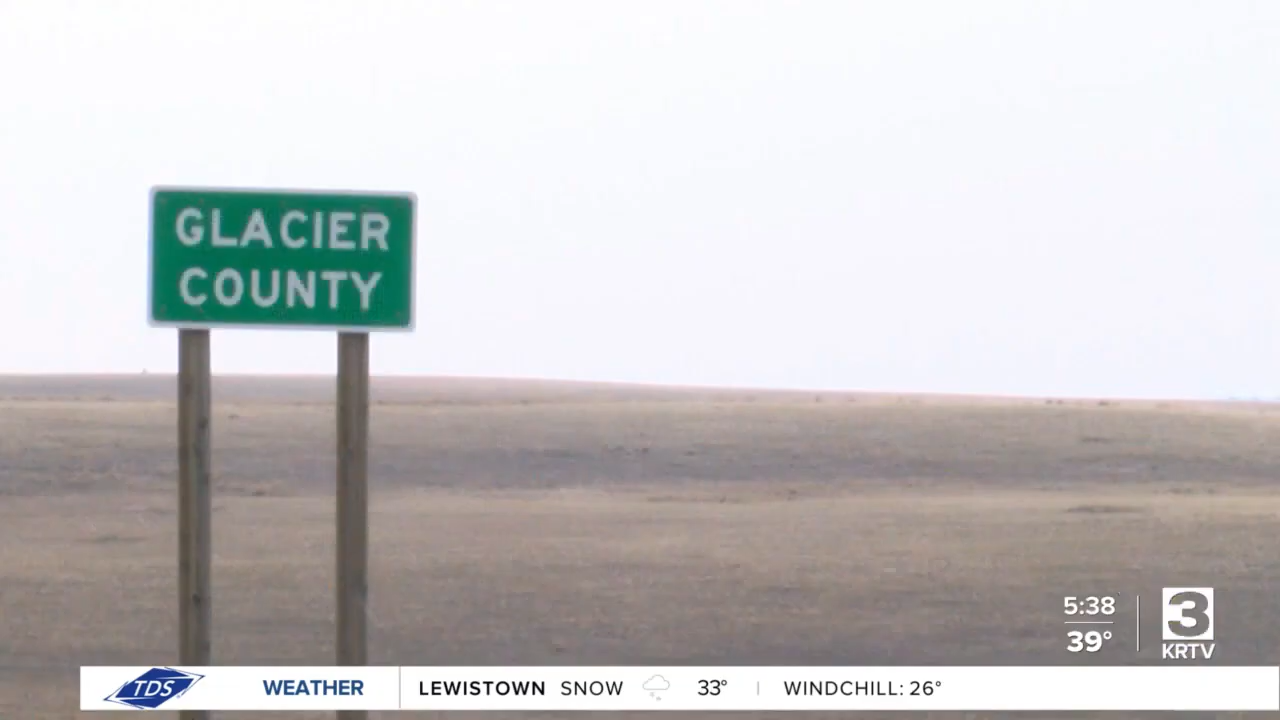 GLACIER
COUNTY
5:38
39°
3
KRTV
TDS WEATHER LEWISTOWN SNOW 33° WINDCHILL: 26°